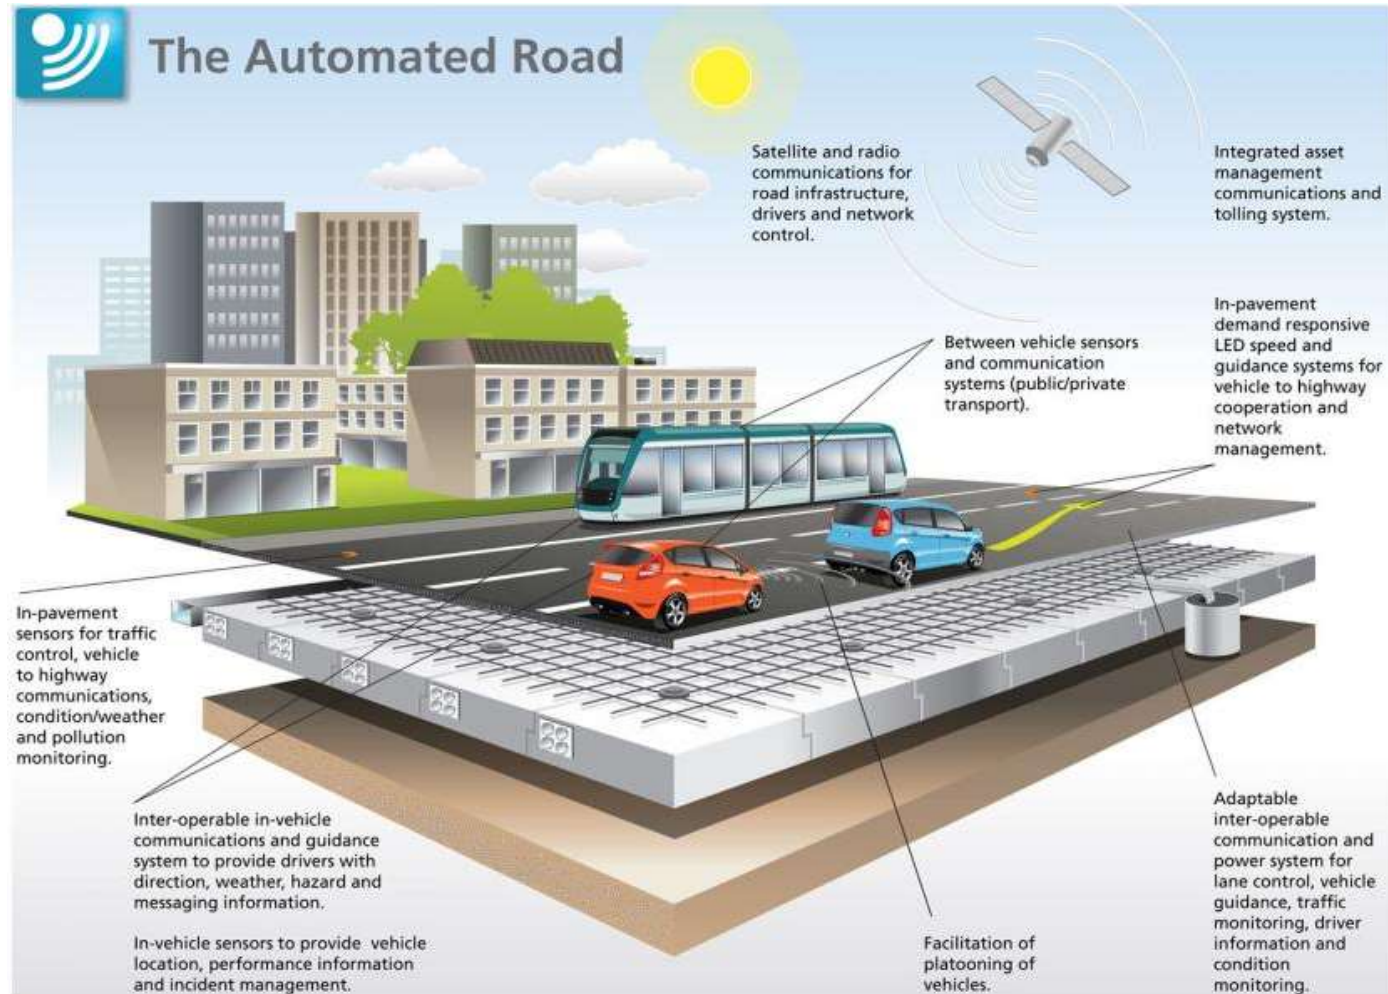 The Automated Road
Satellite and radio
communications for
road infrastructure,
drivers and network
control.
Integrated asset
management
communications and
tolling system.
Between vehicle sensors
and communication
systems (public/private
transport).
In-pavement
demand responsive
LED speed and
guidance systems for
vehicle to highway
cooperation and
network
management.
In-pavement
sensors for traffic
control, vehicle
to highway
communications,
condition/weather
and pollution
monitoring.
Inter-operable in-vehicle
communications and guidance
system to provide drivers with
direction, weather, hazard and
messaging information.
In-vehicle sensors to provide vehicle
location, performance information
and incident management.
Facilitation of
platooning of
vehicles.
Adaptable
inter-operable
communication and
power system for
lane control, vehicle
guidance, traffic
monitoring, driver
information and
condition
monitoring.